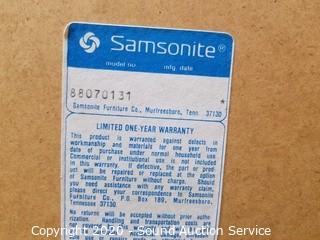 Samsonite®
model no. mfg. date
88070131 *
Samsonite Furniture Co., Murfreesboro, Tenn. 37130
LIMITED ONE-YEAR WARRANTY
This product is warranted against defects in
workmanship and materials for one year from
date of purchase under normal household use.
Commercial or institutional use is not included
in this warranty. If defective, the part or prod-
uct will be repaired or replaced at the option
of Samsonite Furniture without charge. Should
you need assistance with any warranty claim
please direct your correspondence to Samsonite
Furniture Co., P.O. Box 189, Murfreesboro,
Tennessee 37130
No returns will be accepted without prior autho-
handling and transportation costs are
Copyright 2020 - Sound Auction Service